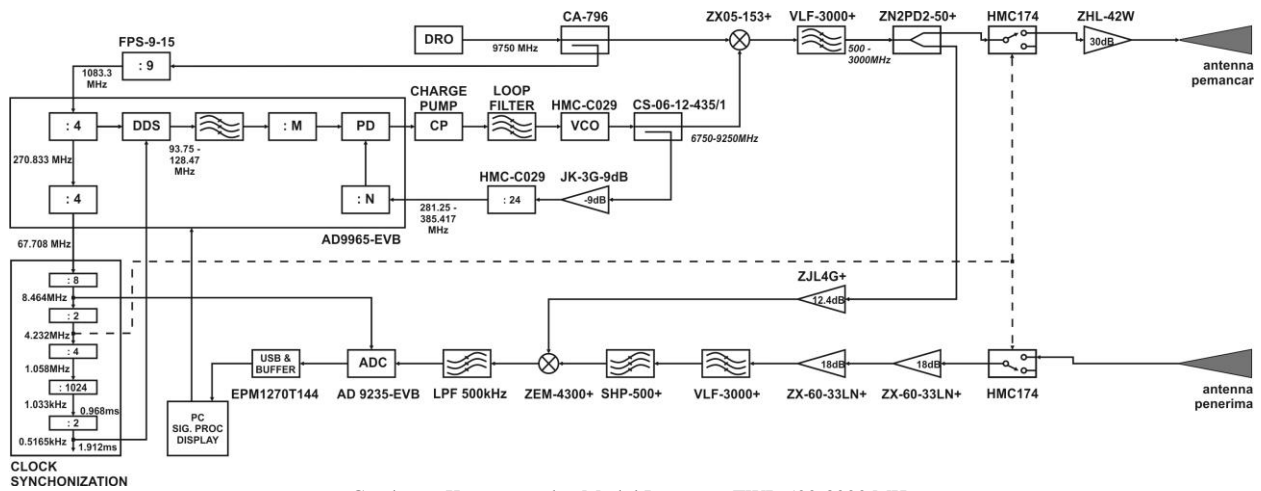 CA-796
ZX05-153+
VLF-3000+
ZN2PD2-50+
HMC174
ZHL-42W
FPS-9-15
DRO
9750 MHz
: 9
500 -
3000MHz
30dB
antenna
pemancar
1083.3
MHz
CHARGE
PUMP
LOOP
FILTER
HMC-C029
CS-06-12-435/1
: 4
DDS
: M
PD
CP
VCO
6750-9250MHz
93.75 -
128.47
MHz
270.833 MHz
: 4
: N
HMC-C029
JK-3G-9dB
: 24
-9dB
281.25 -
385.417
MHz
AD9965-EVB
67.708 MHz
: 8
8.464MHz
: 2
4.232MHz
: 4
1.058MHz
: 1024
1.033kHz
0.968ms
: 2
0.5165kHz
1.912ms
CLOCK
SYNCHONIZATION
ZJL4G+
12.4dB
USB &
BUFFER
ADC
18dB
18dB
EPM1270T144
AD 9235-EVB
LPF 500kHz
ZEM-4300+
SHP-500+
VLF-3000+
ZX-60-33LN+
ZX-60-33LN+
HMC174
antenna
penerima
PC
SIG. PROC
DISPLAY